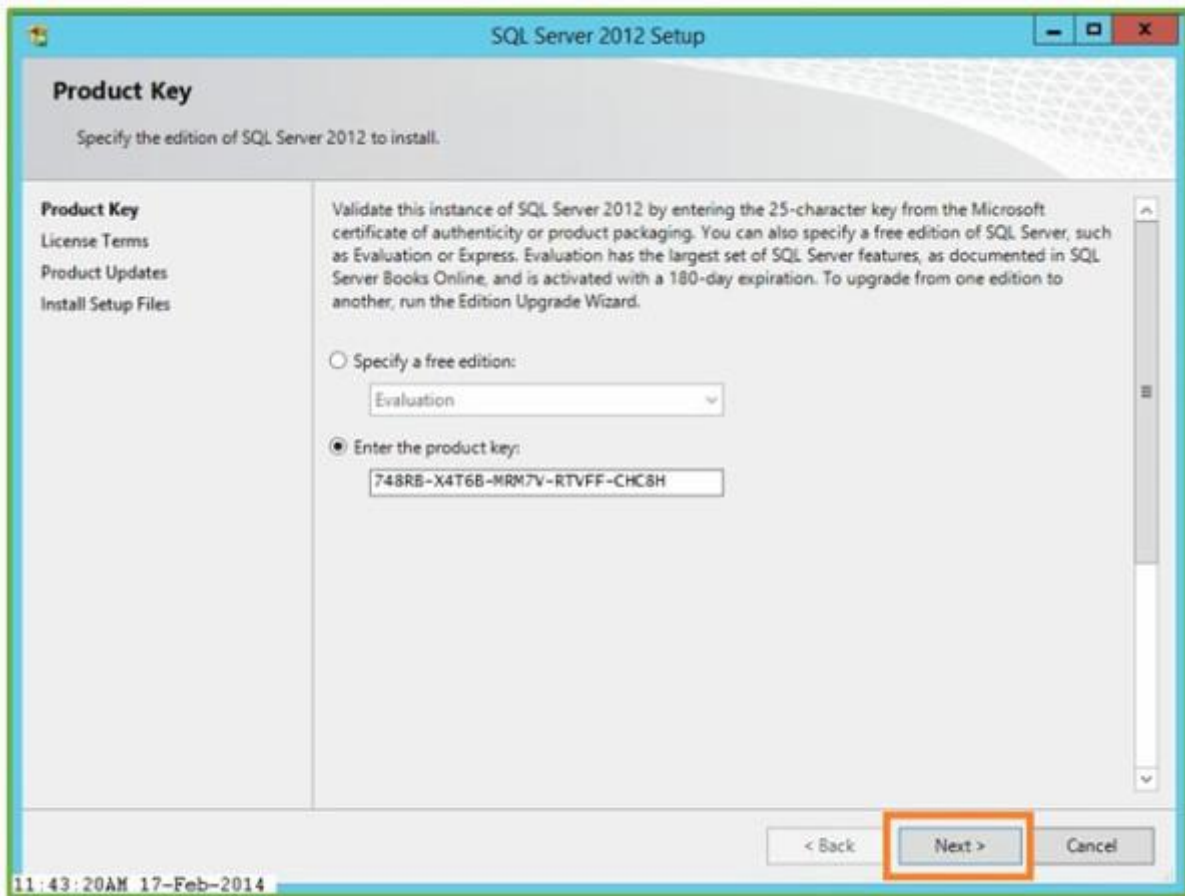 SQL Server 2012 Setup
Product Key
Specify the edition of SQL Server 2012 to install.
Product Key
License Terms
Product Updates
Install Setup Files
Validate this instance of SQL Server 2012 by entering the 25-character key from the Microsoft
certificate of authenticity or product packaging. You can also specify a free edition of SQL Server, such
as Evaluation or Express. Evaluation has the largest set of SQL Server features, as documented in SQL
Server Books Online, and is activated with a 180-day expiration. To upgrade from one edition to
another, run the Edition Upgrade Wizard.
Specify a free edition:
Evaluation
Enter the product key:
748RB-X4T6B-MRM7V-RTVFF-CHC8H
< Back Next > Cancel
11:43:20AM 17-Feb-2014